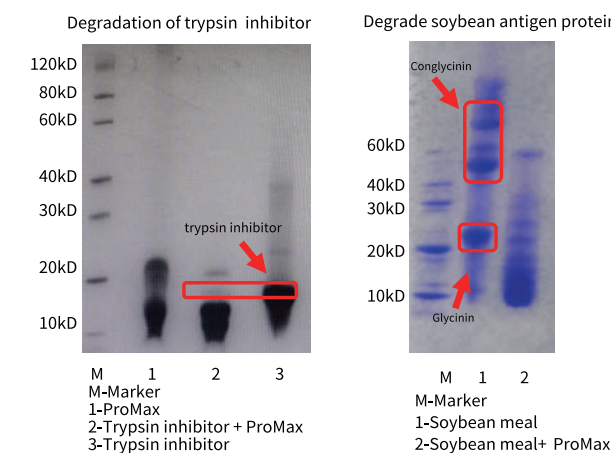 Degradation of trypsin inhibitor
120kD
80kD
60kD
40kD
30kD
20kD
10kD
trypsin inhibitor
M 1 2 3
M-Marker
1-ProMax
2-Trypsin inhibitor + ProMax
3-Trypsin inhibitor
Degrade soybean antigen protein
Conglycinin
60kD
40kD
30kD
20kD
10kD
Glycinin
M 1 2
M-Marker
1-Soybean meal
2-Soybean meal+ ProMax